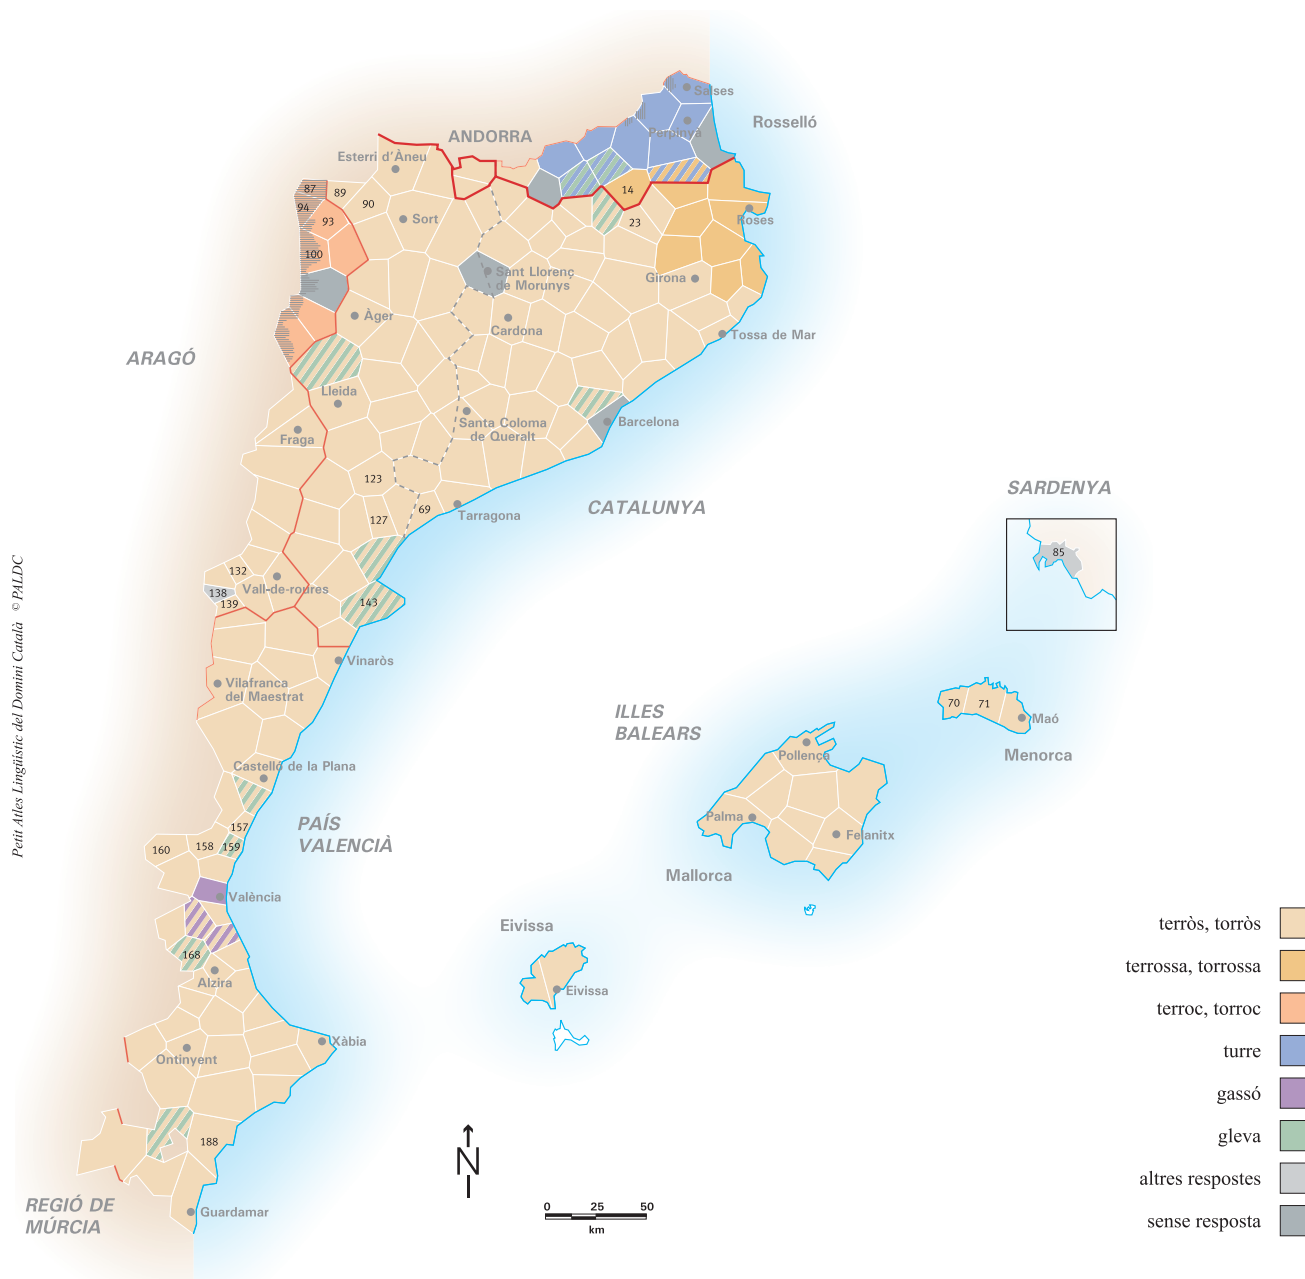 Salses
Rosselló
Perpinyà
ANDORRA
Esterri d'Àneu
87
89
14
94
90
93
Sort
23
Roses
100
Sant Llorenç
de Morunys
Girona
Àger
Cardona
Tossa de Mar
ARAGÓ
Lleida
Santa Coloma
de Queralt
Barcelona
Fraga
123
SARDENYA
69
Tarragona
CATALUNYA
127
85
132
Vall-de-roures
138
139
143
Petit Atles Lingüístic del Domini Català © PALDC
Vinaròs
Vilafranca
del Maestrat
70
71
Maó
ILLES
BALEARS
Menorca
Pollença
Castelló de la Plana
Palma
Felanitx
157
PAÍS
VALENCIÀ
158
159
160
Mallorca
València
Eivissa
terròs, torròs
168
terrossa, torrossa
Alzira
Eivissa
terroc, torroc
Xàbia
turre
Ontinyent
gassó
gleva
188
N
altres respostes
REGIÓ DE
MÚRCIA
Guardamar
0 25 50
km
sense resposta